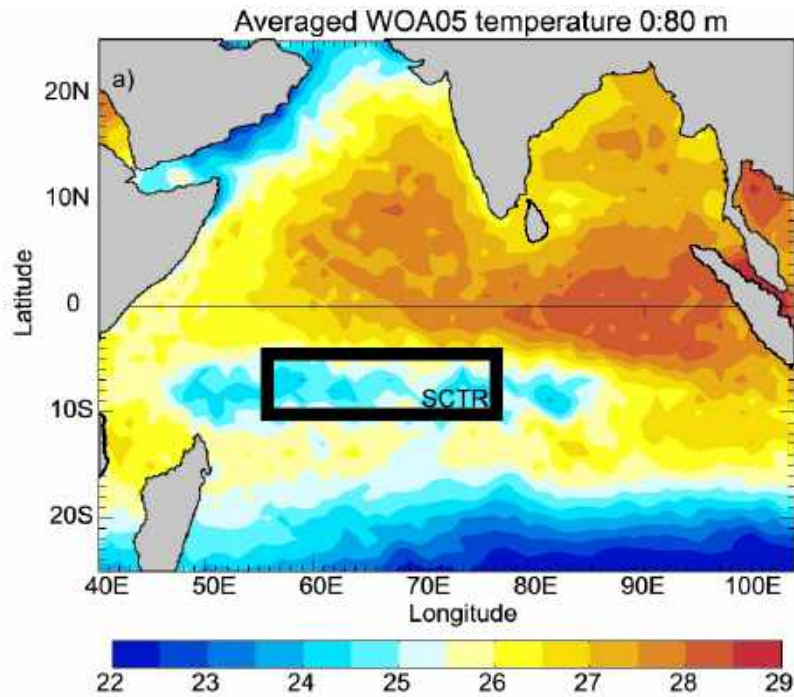 Averaged WOA05 temperature 0:80 m
a)
20N
10N
0
10S
20S
Latitude
SCTR
40E 50E 60E 70E 80E 90E 100E
Longitude
22 23 24 25 26 27 28 29